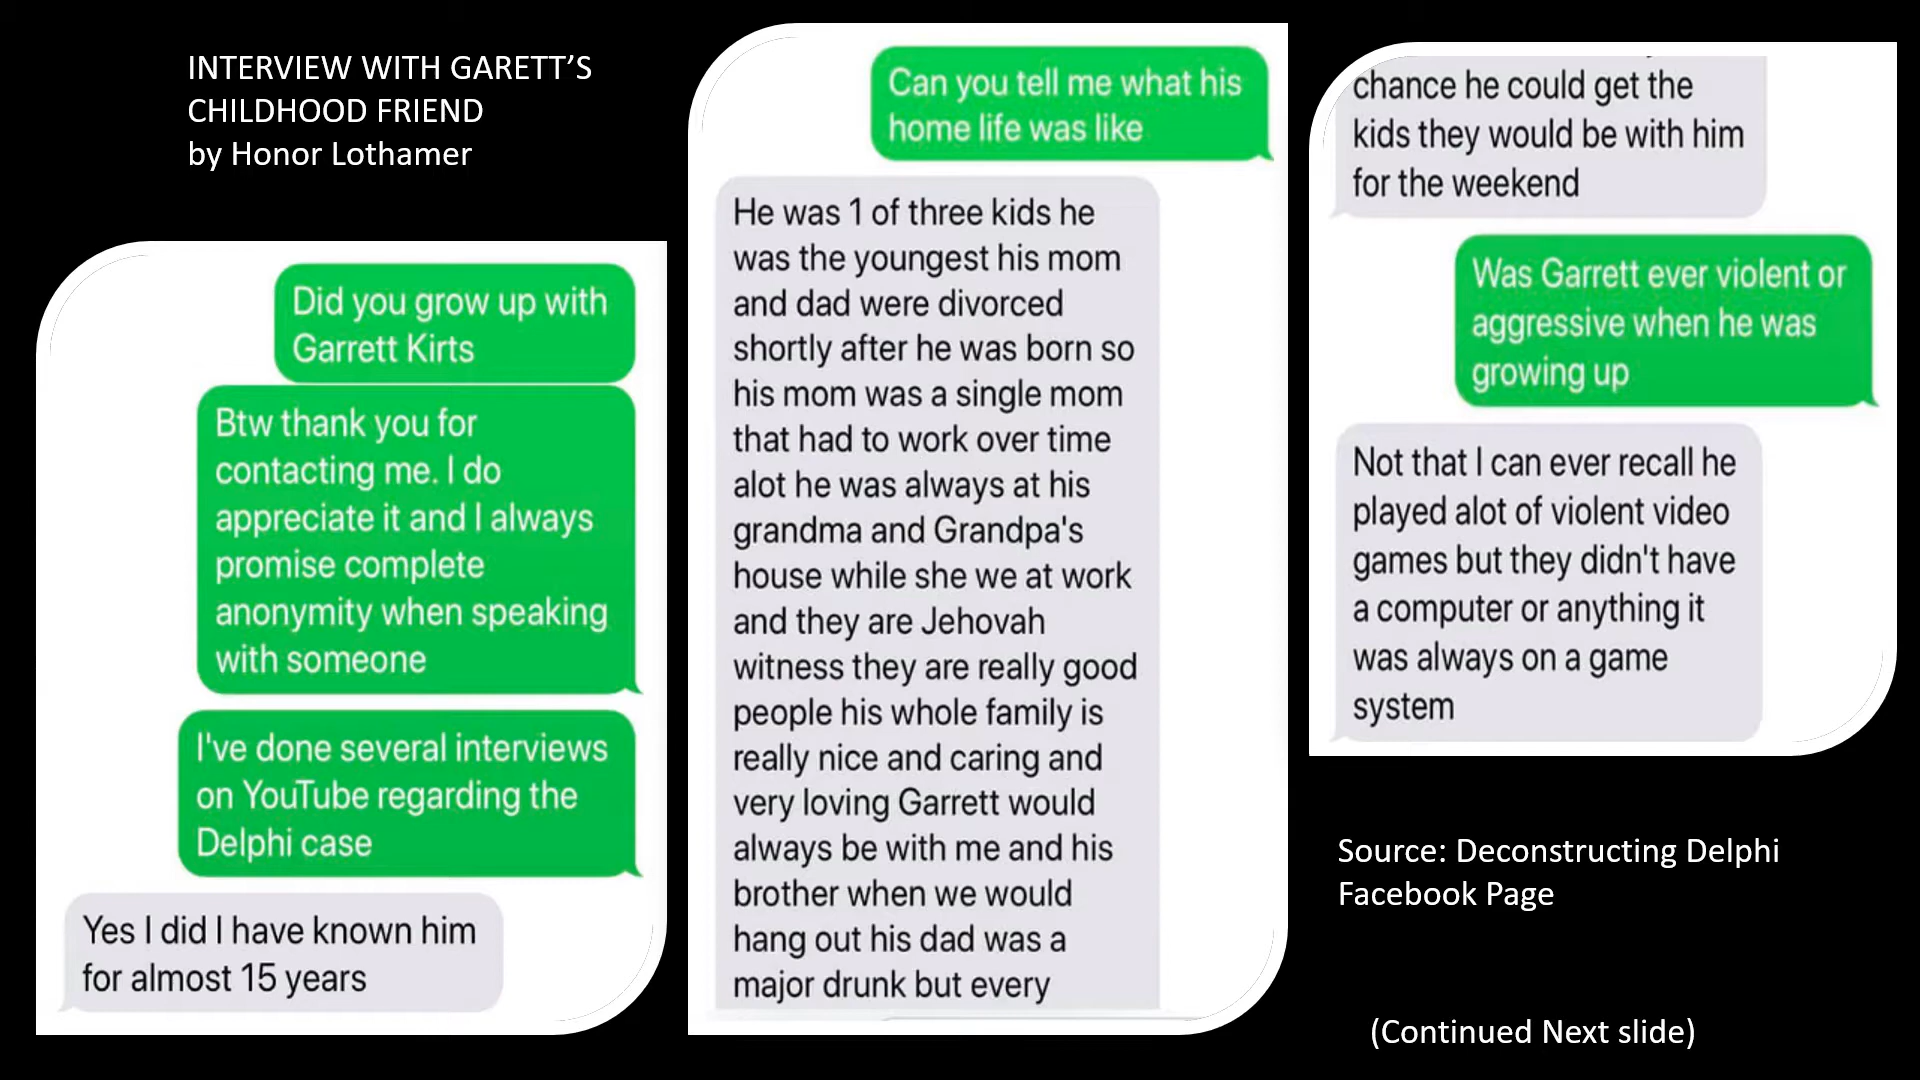 INTERVIEW WITH GARETT’S
CHILDHOOD FRIEND
by Honor Lothamer
Did you grow up with
Garrett Kirts
Btw thank you for
contacting me. I do
appreciate it and I always
promise complete
anonymity when speaking
with someone
I've done several interviews
on YouTube regarding the
Delphi case
Yes I did I have known him
for almost 15 years
Can you tell me what his
home life was like
He was 1 of three kids he
was the youngest his mom
and dad were divorced
shortly after he was born so
his mom was a single mom
that had to work over time
alot he was always at his
grandma and Grandpa's
house while she we at work
and they are Jehovah
witness they are really good
people his whole family is
really nice and caring and
very loving Garrett would
always be with me and his
brother when we would
hang out his dad was a
major drunk but every
chance he could get the
kids they would be with him
for the weekend
Was Garrett ever violent or
aggressive when he was
growing up
Not that I can ever recall he
played alot of violent video
games but they didn't have
a computer or anything it
was always on a game
system
Source: Deconstructing Delphi
Facebook Page
(Continued Next slide)